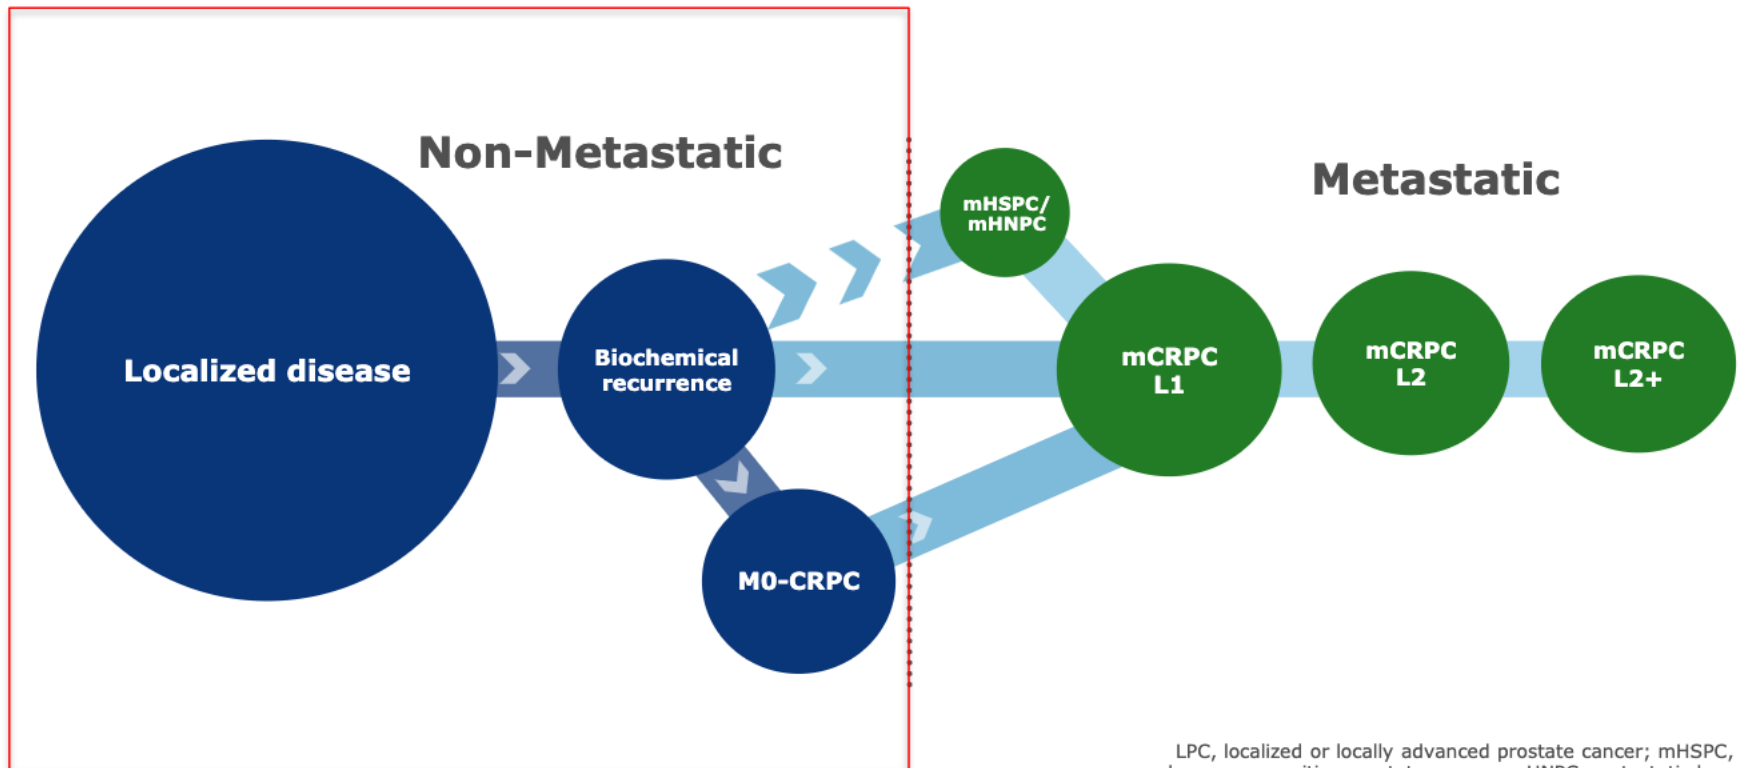 Non-Metastatic
Metastatic
mHSPC/
mHNPC
Localized disease
Biochemical
recurrence
mCRPC
L1
mCRPC
L2
mCRPC
L2+
M0-CRPC
LPC, localized or locally advanced prostate cancer; mHSPC,